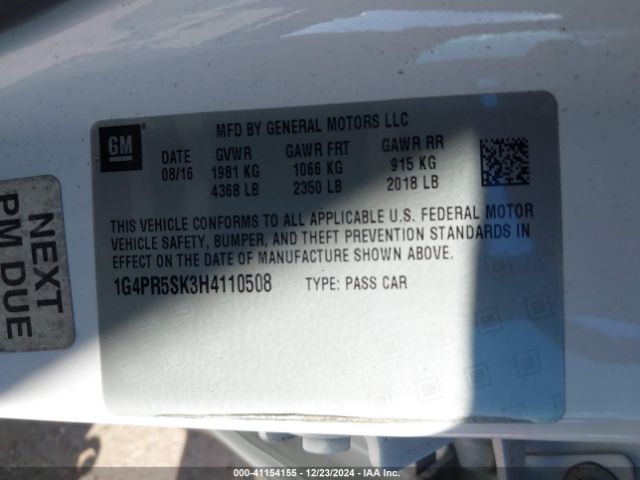 MFD BY GENERAL MOTORS LLC
GM
DATE GVWR GAWR FRT GAWR RR
08/16 1981 KG 1066 KG 915 KG
4368 LB 2350 LB 2018 LB
THIS VEHICLE CONFORMS TO ALL APPLICABLE U.S. FEDERAL MOTOR
VEHICLE SAFETY, BUMPER, AND THEFT PREVENTION STANDARDS IN
EFFECT ON THE DATE OF MANUFACTURE SHOWN ABOVE.
1G4PR5SK3H4110508 TYPE: PASS CAR
NEXT
PM DUE
000-41154155 - 12/23/2024 - IAA Inc.